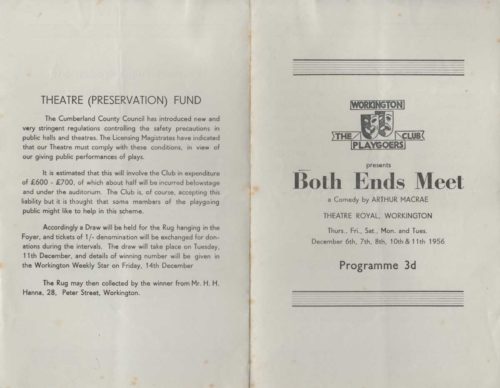 THEATRE (PRESERVATION) FUND
The Cumberland County Council has introduced new and
very stringent regulations controlling the safety precautions in
public halls and theatres. The Licensing Magistrates have indicated
that our Theatre must comply with these conditions, in view of
our giving public performances of plays.
It is estimated that this will involve the Club in expenditure
of £600 - £700, of which about half will be incurred belowstage
and under the auditorium. The Club is, of course, accepting this
liability but it is thought that some members of the playgoing
public might like to help in this scheme.
Accordingly a Draw will be held for the Rug hanging in the
Foyer, and tickets of 1/- denomination will be exchanged for don-
ations during the intervals. The draw will take place on Tuesday,
11th December, and details of winning number will be given in
the Workington Weekly Star on Friday, 14th December
The Rug may then collected by the winner from Mr. H. H.
Hanna, 28, Peter Street, Workington.
WORKINGTON
THE CLUB
PLAYGOERS
presents
Both Ends Meet
a Comedy by ARTHUR MACRAE
THEATRE ROYAL, WORKINGTON
Thurs., Fri., Sat., Mon. and Tues.
December 6th, 7th, 8th, 10th & 11th 1956
Programme 3d